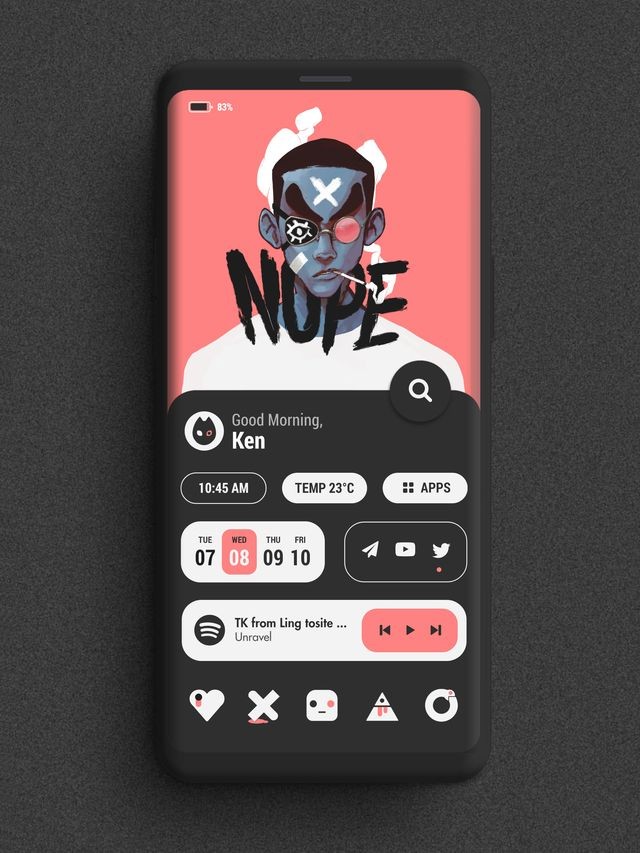 83%
NOPE
Good Morning,
Ken
10:45 AM
TEMP 23°C
APPS
TUE WED THU FRI
07 08 09 10
TK from Ling tosite ...
Unravel